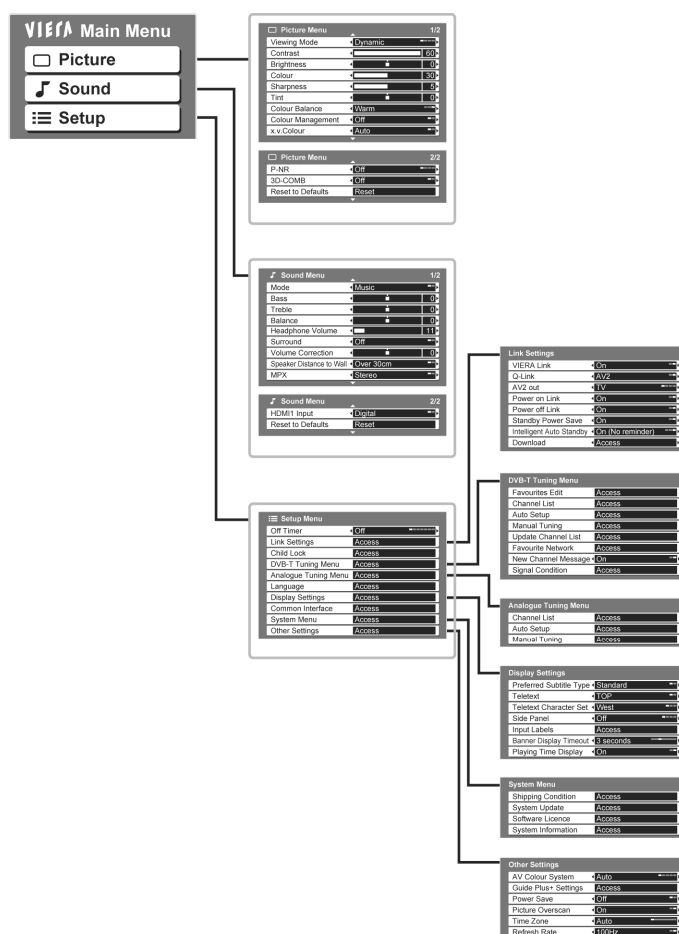 VIERA Main Menu
Picture
Sound
Setup
Picture Menu 1/2
Viewing Mode Dynamic
Contrast 60
Brightness 0
Colour 30
Sharpness 5
Tint 0
Colour Balance Warm
Colour Management Off
x.v.Colour Auto
Picture Menu 2/2
P-NR Off
3D-COMB Off
Reset to Defaults Reset
Sound Menu 1/2
Mode Music
Bass 0
Treble 0
Balance 0
Headphone Volume 11
Surround Off
Volume Correction 0
Speaker Distance to Wall Over 30cm
MPX Stereo
Sound Menu 2/2
HDMI1 Input Digital
Reset to Defaults Reset
Setup Menu
Off Timer Off
Link Settings Access
Child Lock Access
DVB-T Tuning Menu Access
Analogue Tuning Menu Access
Language Access
Display Settings Access
Common Interface Access
System Menu Access
Other Settings Access
Link Settings
VIERA Link On
Q-Link AV2
AV2 out TV
Power on Link On
Power off Link On
Standby Power Save On
Intelligent Auto Standby On (No reminder)
Download Access
DVB-T Tuning Menu
Favourites Edit Access
Channel List Access
Auto Setup Access
Manual Tuning Access
Update Channel List Access
Favourite Network Access
New Channel Message On
Signal Condition Access
Analogue Tuning Menu
Channel List Access
Auto Setup Access
Manual Tuning Access
Display Settings
Preferred Subtitle Type Standard
Teletext TOP
Teletext Character Set West
Side Panel Off
Input Labels Access
Banner Display Timeout 3 seconds
Playing Time Display On
System Menu
Shipping Condition Access
System Update Access
Software Licence Access
System Information Access
Other Settings
AV Colour System Auto
Guide Plus+ Settings Access
Power Save Off
Picture Overscan On
Time Zone Auto
Refresh Rate 100Hz